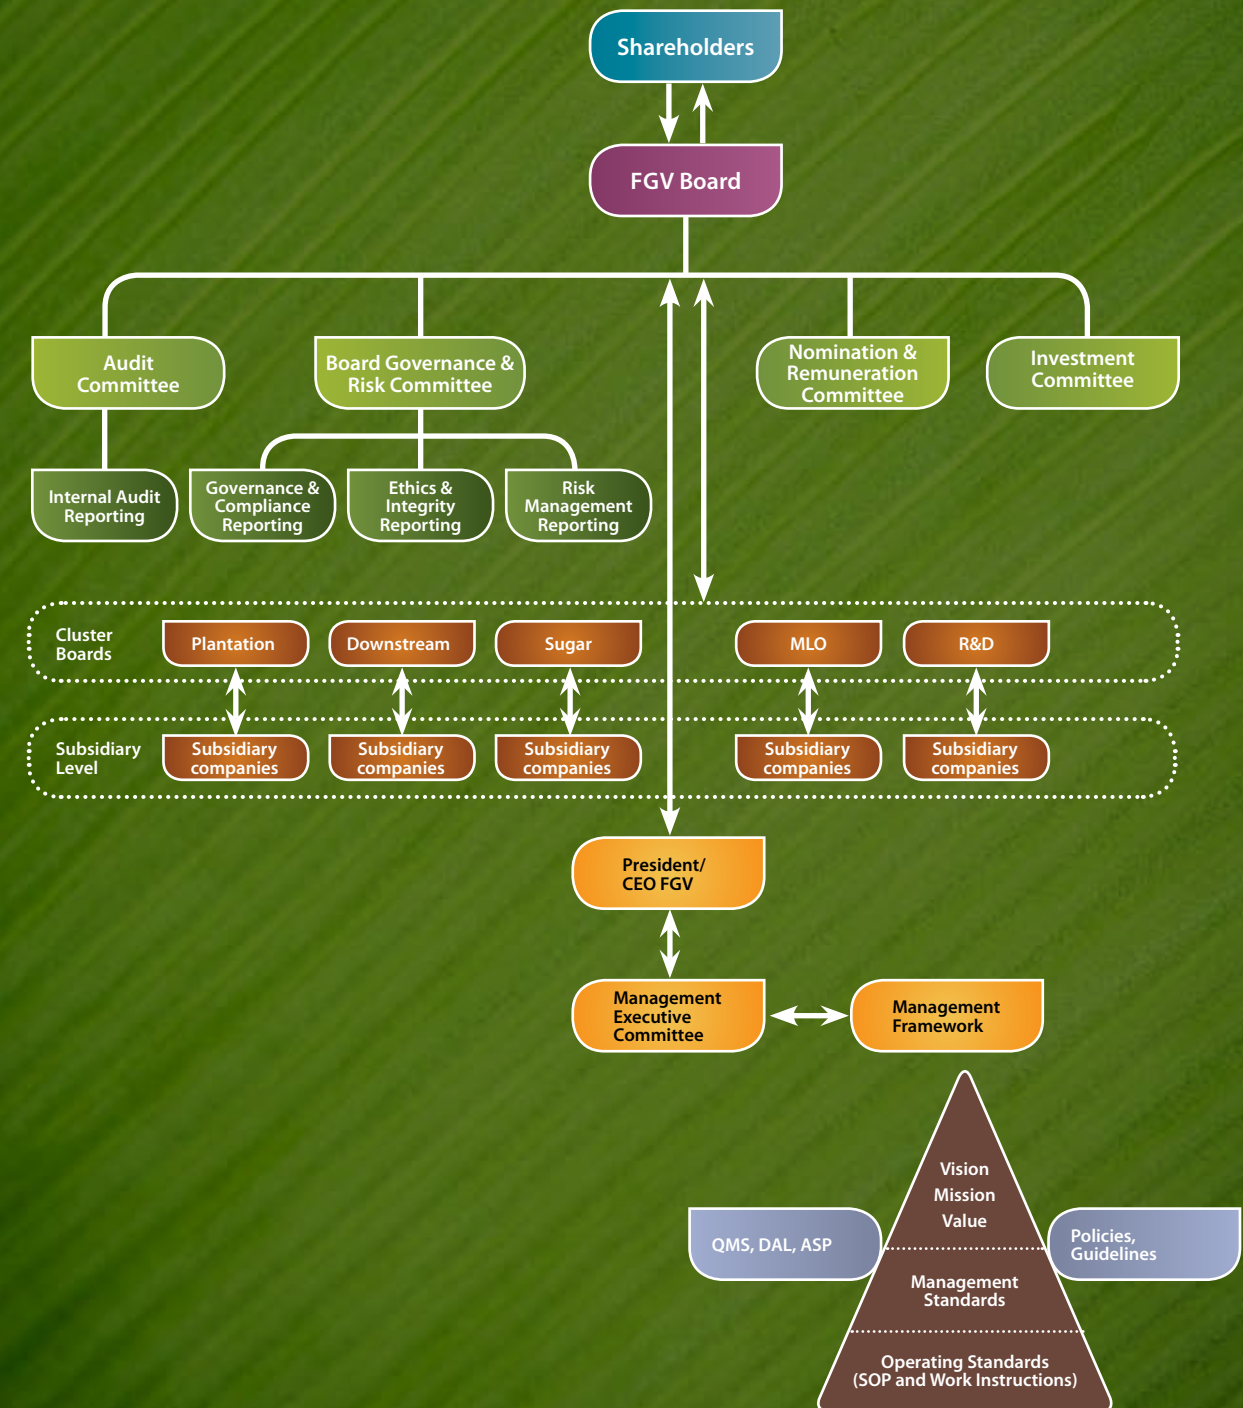 Shareholders
FGV Board
Audit
Committee
Board Governance &
Risk Committee
Nomination &
Remuneration
Committee
Investment
Committee
Internal Audit
Reporting
Governance &
Compliance
Reporting
Ethics &
Integrity
Reporting
Risk
Management
Reporting
Cluster
Boards
Plantation
Downstream
Sugar
MLO
R&D
Subsidiary
Level
Subsidiary
companies
Subsidiary
companies
Subsidiary
companies
Subsidiary
companies
Subsidiary
companies
President/
CEO FGV
Management
Executive
Committee
Management
Framework
Vision
Mission
Value
QMS, DAL, ASP
Policies,
Guidelines
Management
Standards
Operating Standards
(SOP and Work Instructions)